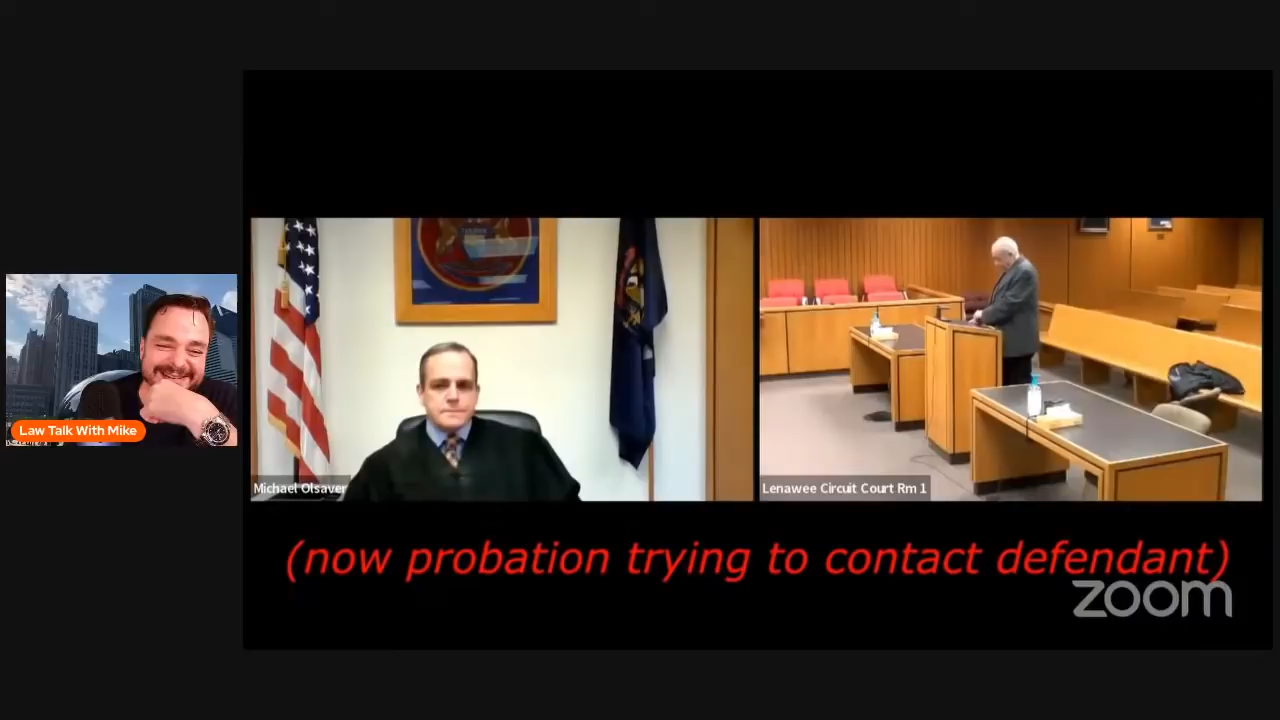 Law Talk With Mike
Michael Olsaver
Lenawee Circuit Court Rm 1
(now probation trying to contact defendant)
zoom